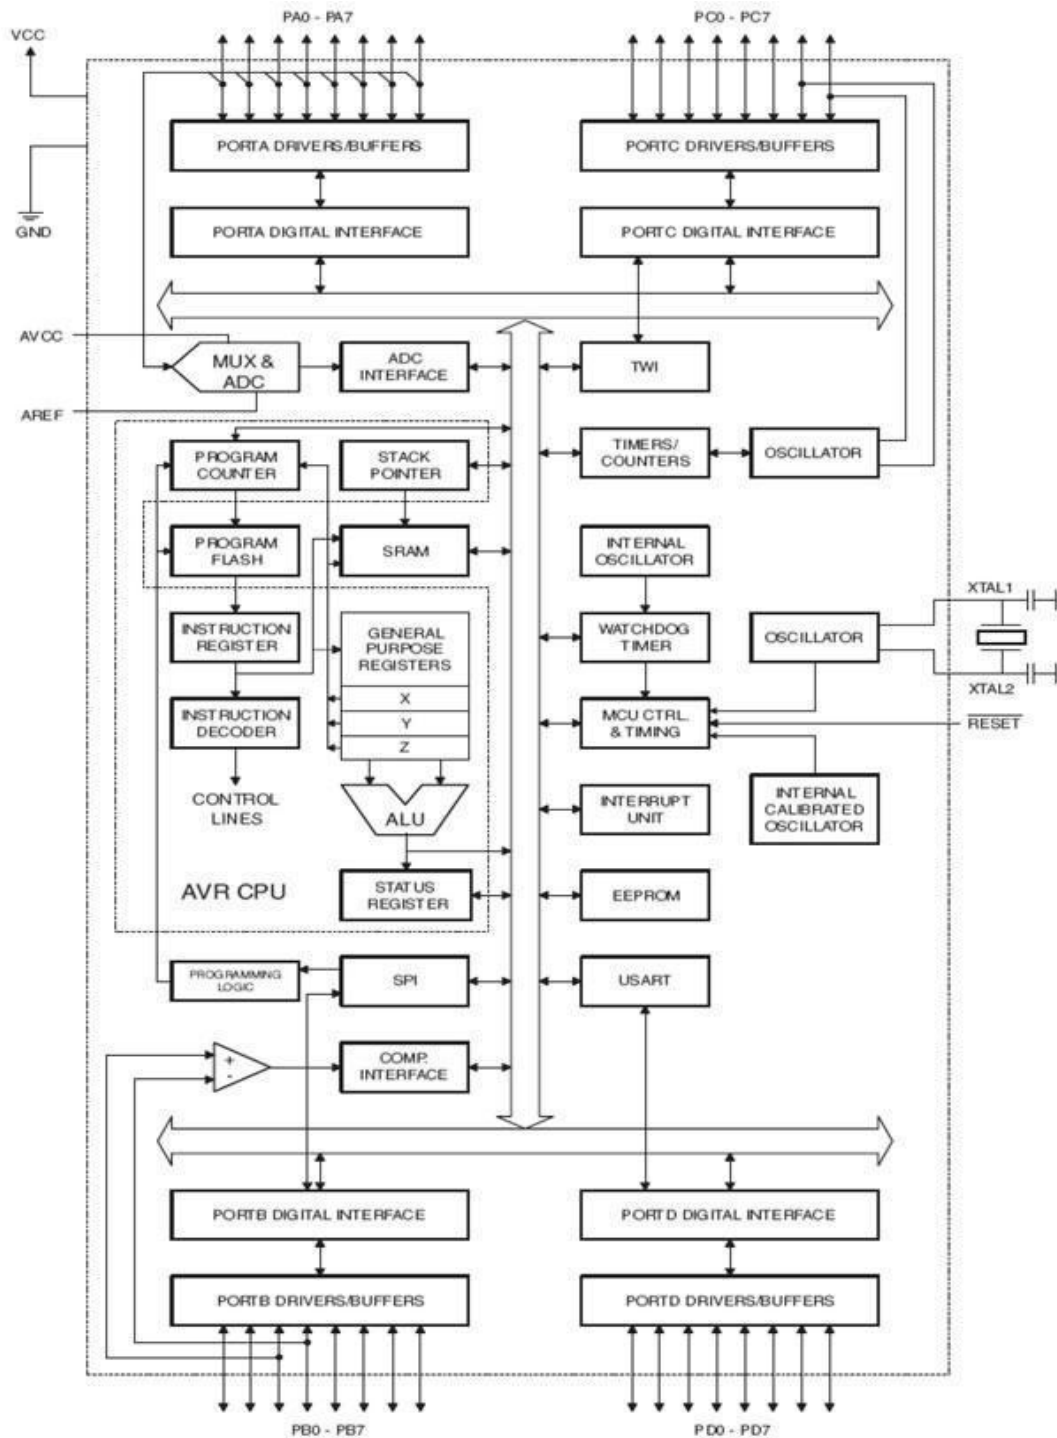 PA0 - PA7
PC0 - PC7
VCC
PORTA DRIVERS/BUFFERS
PORTC DRIVERS/BUFFERS
GND
PORTA DIGITAL INTERFACE
PORTC DIGITAL INTERFACE
AVCC
MUX &
ADC
ADC
INTERFACE
TWI
AREF
PROGRAM
COUNTER
STACK
POINTER
TIMERS/
COUNTERS
OSCILLATOR
PROGRAM
FLASH
SRAM
INTERNAL
OSCILLATOR
XTAL1
INSTRUCTION
REGISTER
GENERAL
PURPOSE
REGISTERS
WATCHDOG
TIMER
OSCILLATOR
XTAL2
X
INSTRUCTION
DECODER
Y
Z
MCU CTRL.
& TIMING
RESET
CONTROL
LINES
ALU
INTERRUPT
UNIT
INTERNAL
CALIBRATED
OSCILLATOR
AVR CPU
STATUS
REGISTER
EEPROM
PROGRAMMING
LOGIC
SPI
USART
+
-
COMP.
INTERFACE
PORTB DIGITAL INTERFACE
PORTD DIGITAL INTERFACE
PORTB DRIVERS/BUFFERS
PORTD DRIVERS/BUFFERS
PB0 - PB7
PD0 - PD7